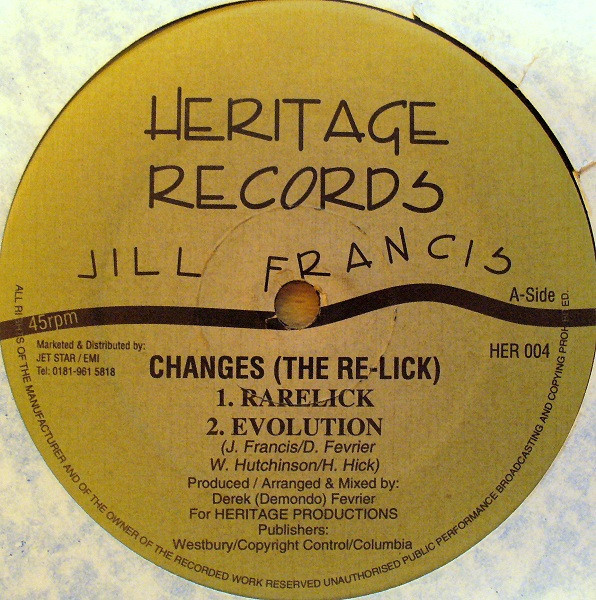 HERITAGE
RECORDS
JILL FRANCIS
A-Side
45rpm
HER 004
Marketed & Distributed by:
JET STAR / EMI
Tel: 0181-961 5818
CHANGES (THE RE-LICK)
1. RARELICK
2. EVOLUTION
(J. Francis/D. Fevrier
W. Hutchinson/H. Hick)
Produced / Arranged & Mixed by:
Derek (Demondo) Fevrier
For HERITAGE PRODUCTIONS
Publishers:
Westbury/Copyright Control/Columbia
ALL RIGHTS OF THE MANUFACTURER AND OF THE OWNER OF THE RECORDED WORK RESERVED UNAUTHORISED PUBLIC PERFORMANCE BROADCASTING AND COPYING PROHIBITED.